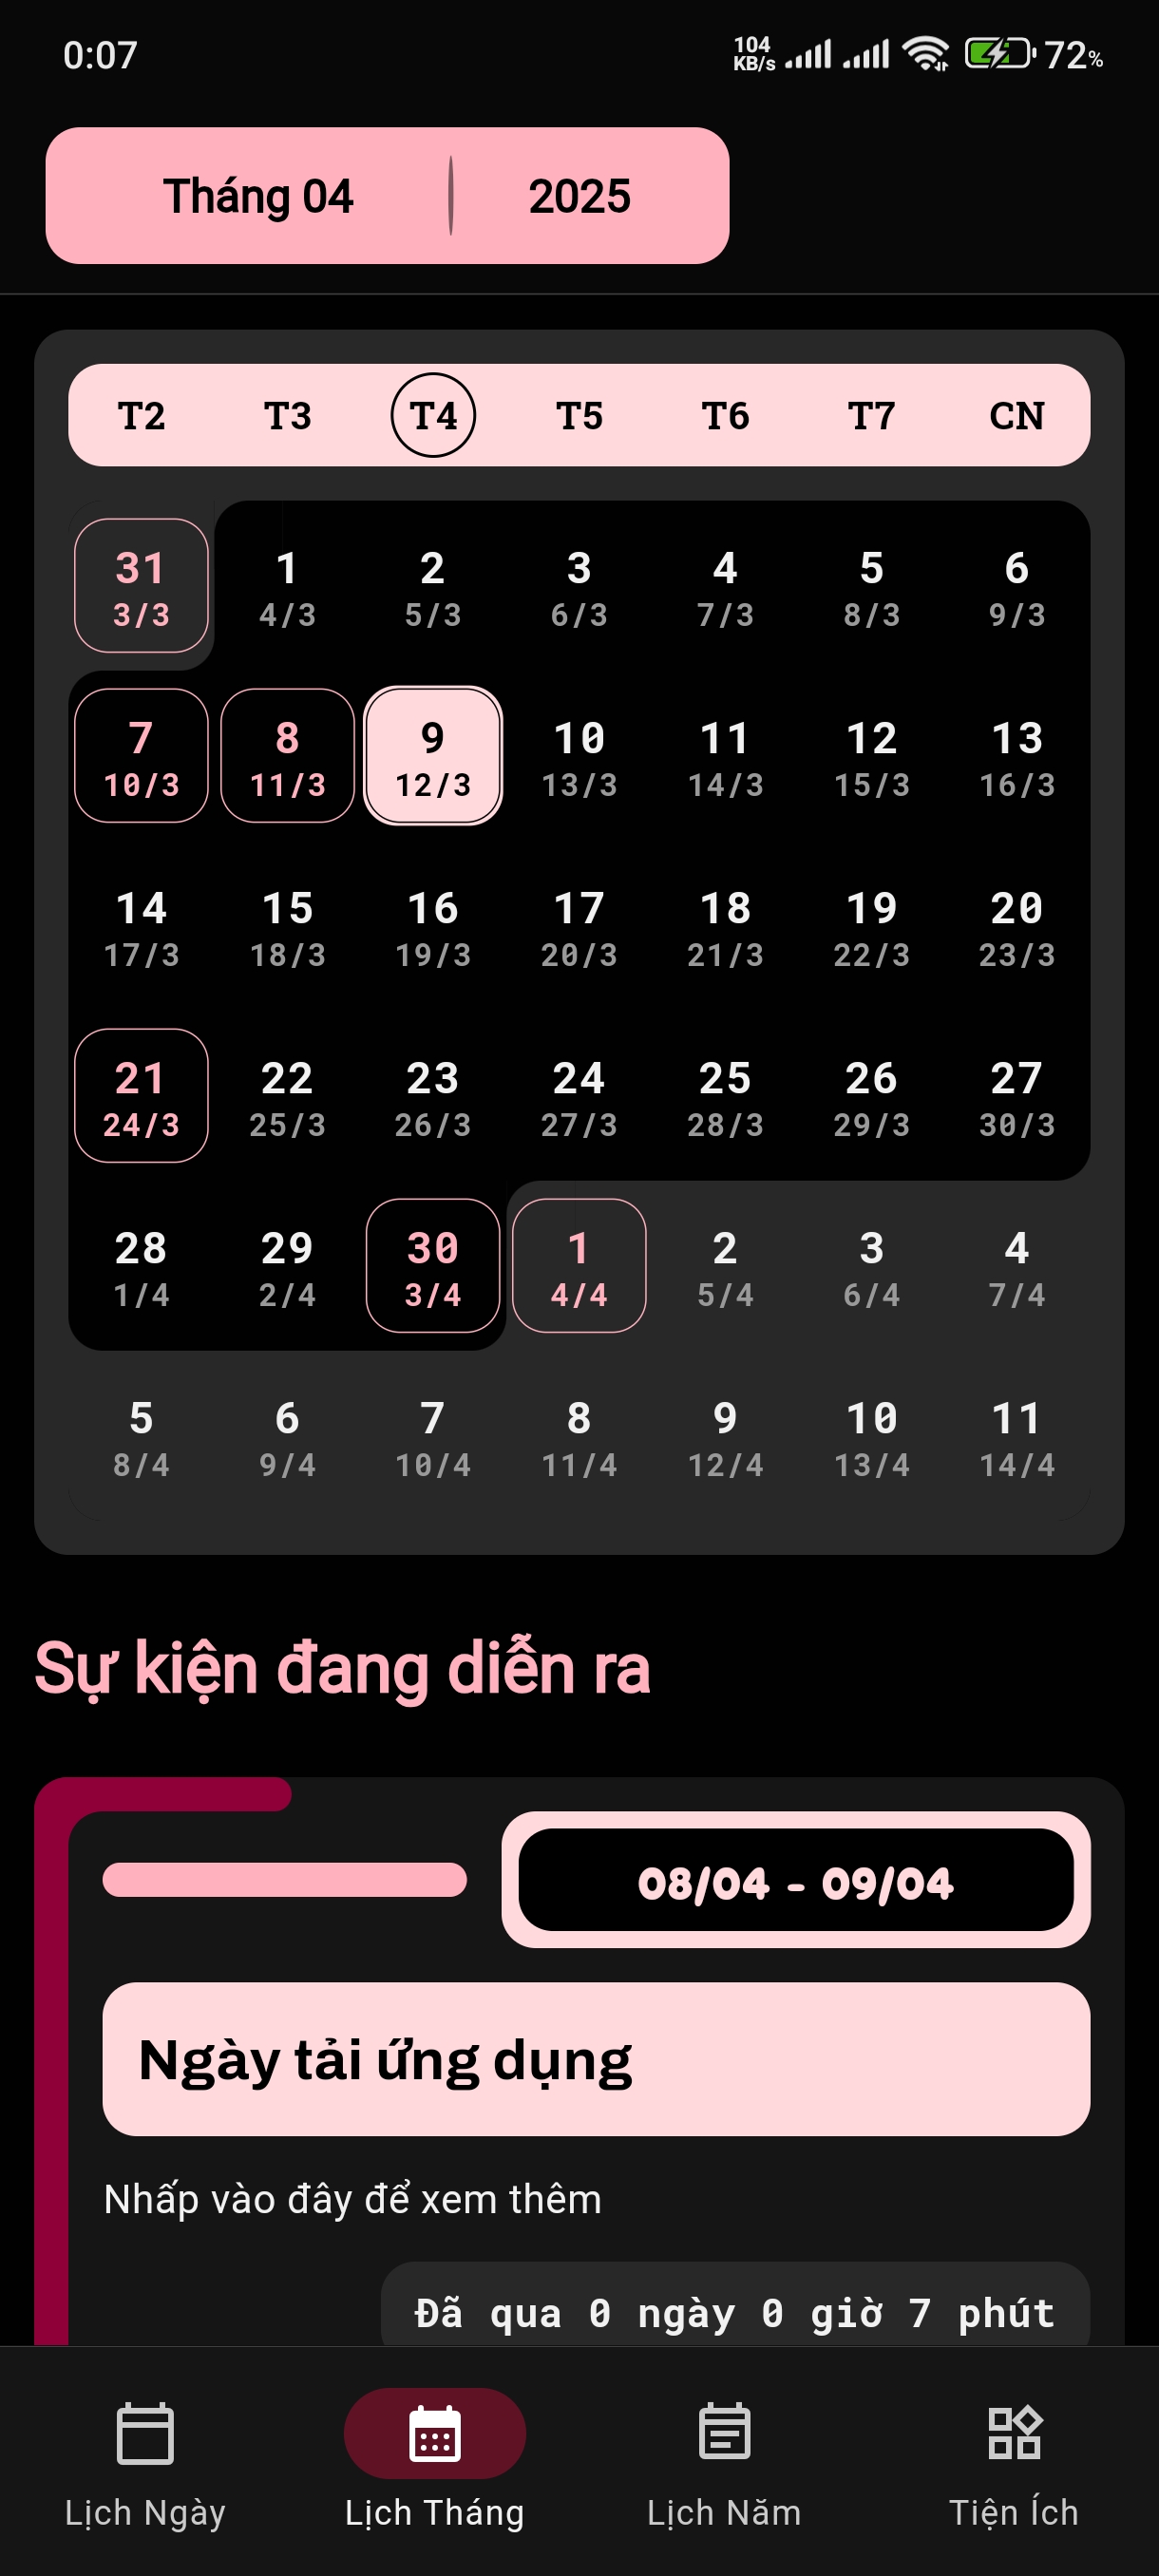 0:07 104 KB/s 72%
Tháng 04 2025
T2 T3 T4 T5 T6 T7 CN
31 1 2 3 4 5 6
3/3 4/3 5/3 6/3 7/3 8/3 9/3
7 8 9 10 11 12 13
10/3 11/3 12/3 13/3 14/3 15/3 16/3
14 15 16 17 18 19 20
17/3 18/3 19/3 20/3 21/3 22/3 23/3
21 22 23 24 25 26 27
24/3 25/3 26/3 27/3 28/3 29/3 30/3
28 29 30 1 2 3 4
1/4 2/4 3/4 4/4 5/4 6/4 7/4
5 6 7 8 9 10 11
8/4 9/4 10/4 11/4 12/4 13/4 14/4
Sự kiện đang diễn ra
08/04 - 09/04
Ngày tải ứng dụng
Nhấp vào đây để xem thêm
Đã qua 0 ngày 0 giờ 7 phút
Lịch Ngày Lịch Tháng Lịch Năm Tiện Ích